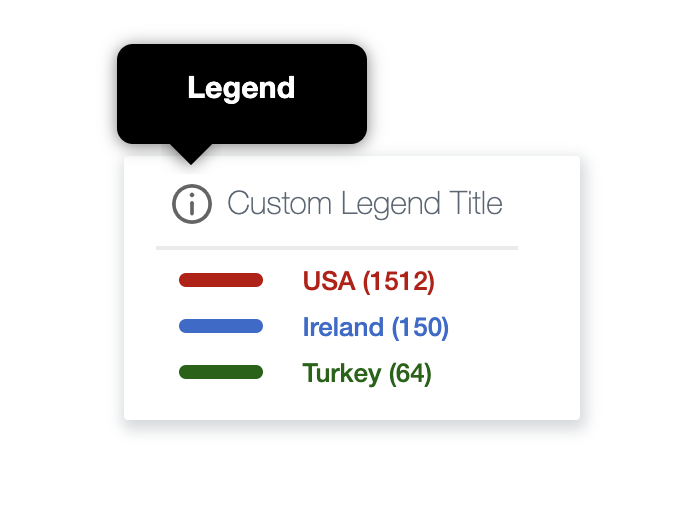 Legend
Custom Legend Title
USA (1512)
Ireland (150)
Turkey (64)